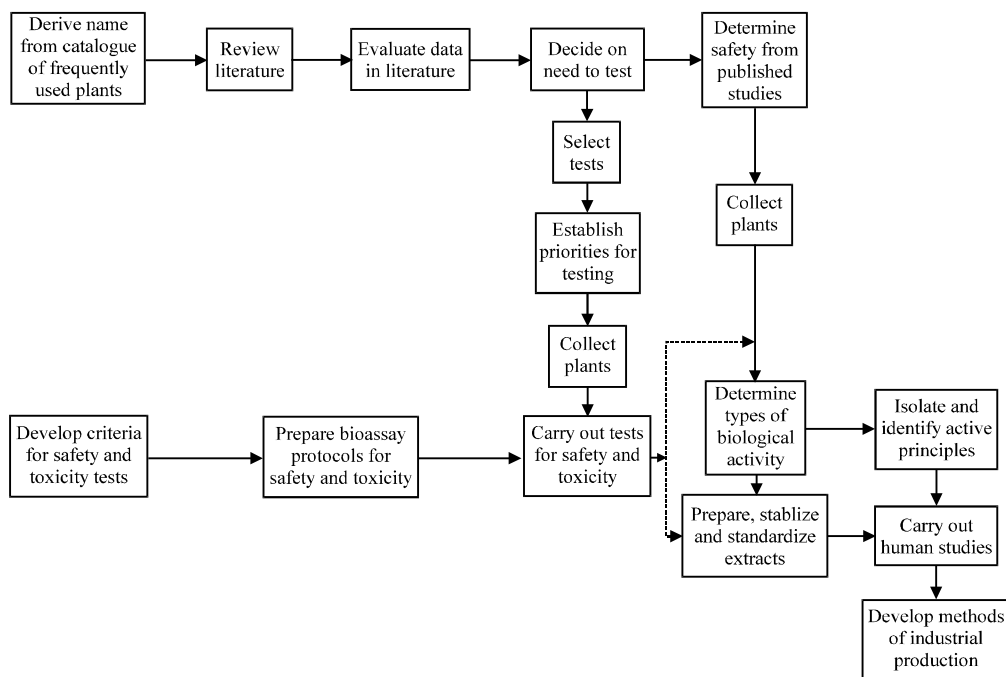 Derive name
from catalogue
of frequently
used plants
Review
literature
Evaluate data
in literature
Decide on
need to test
Determine
safety from
published
studies
Select
tests
Collect
plants
Establish
priorities for
testing
Collect
plants
Develop criteria
for safety and
toxicity tests
Prepare bioassay
protocols for
safety and toxicity
Carry out tests
for safety and
toxicity
Determine
types of
biological
activity
Isolate and
identify active
principles
Prepare, stablize
and standardize
extracts
Carry out
human studies
Develop methods
of industrial
production